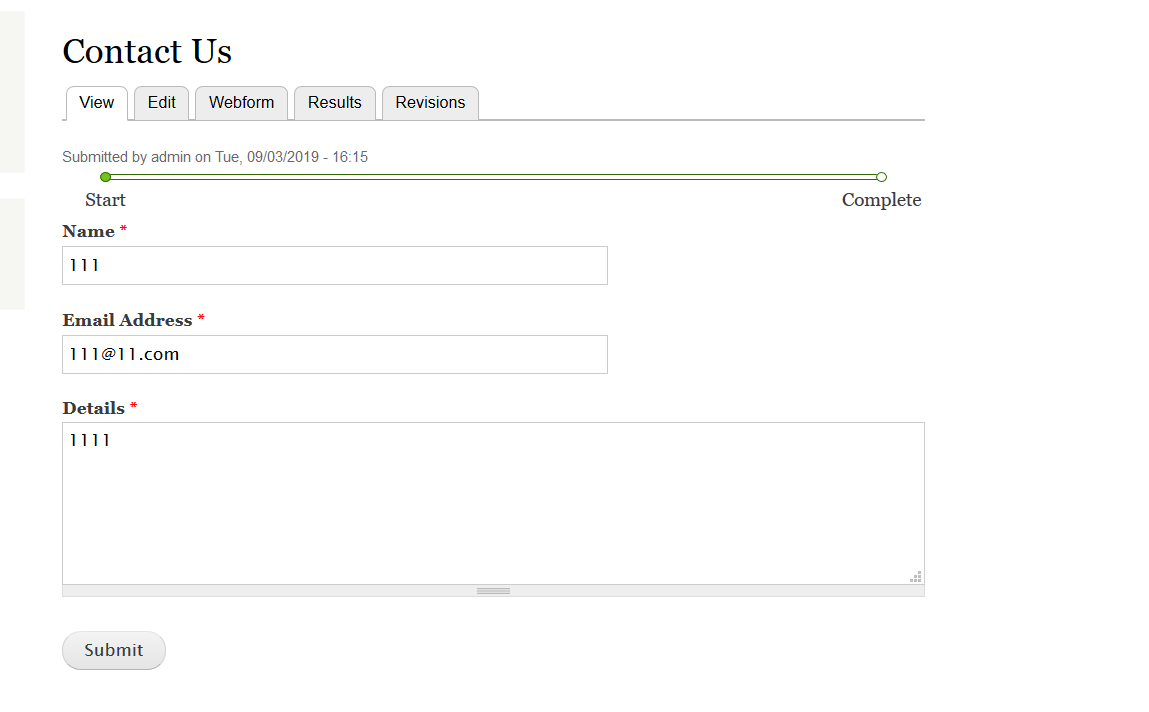 Contact Us
View Edit Webform Results Revisions
Submitted by admin on Tue, 09/03/2019 - 16:15
Start Complete
Name *
111
Email Address *
111@11.com
Details *
1111
Submit